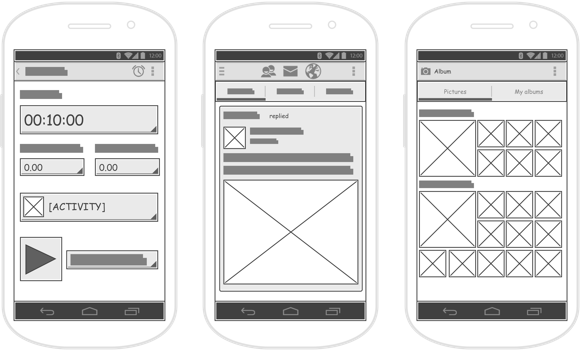 12:00
00:10:00
0.00 0.00
[ACTIVITY]
12:00
replied
12:00
Album
Pictures My albums